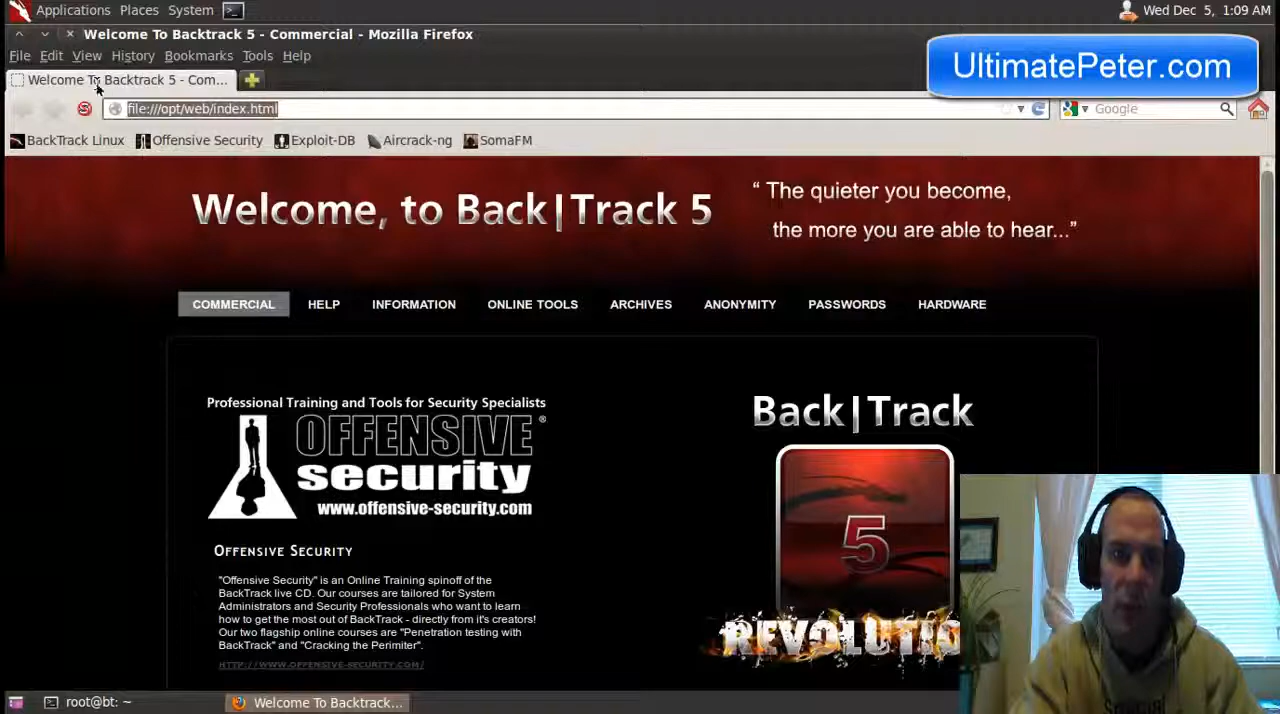 Applications Places System
Wed Dec 5, 1:09 AM
Welcome To Backtrack 5 - Commercial - Mozilla Firefox
File Edit View History Bookmarks Tools Help
UltimatePeter.com
Welcome To Backtrack 5 - Com...
file:///opt/web/index.html
Google
BackTrack Linux Offensive Security Exploit-DB Aircrack-ng SomaFM
Welcome, to Back|Track 5
“ The quieter you become,
the more you are able to hear...”
COMMERCIAL HELP INFORMATION ONLINE TOOLS ARCHIVES ANONYMITY PASSWORDS HARDWARE
Professional Training and Tools for Security Specialists
OFFENSIVE®
security
www.offensive-security.com
Back|Track
5
REVOLUTIO
OFFENSIVE SECURITY
"Offensive Security" is an Online Training spinoff of the
BackTrack live CD. Our courses are tailored for System
Administrators and Security Professionals who want to learn
how to get the most out of BackTrack - directly from it's creators!
Our two flagship online courses are "Penetration testing with
BackTrack" and "Cracking the Perimiter".
HTTP://WWW.OFFENSIVE-SECURITY.COM/
SPECIAL
root@bt: ~
Welcome To Backtrack...